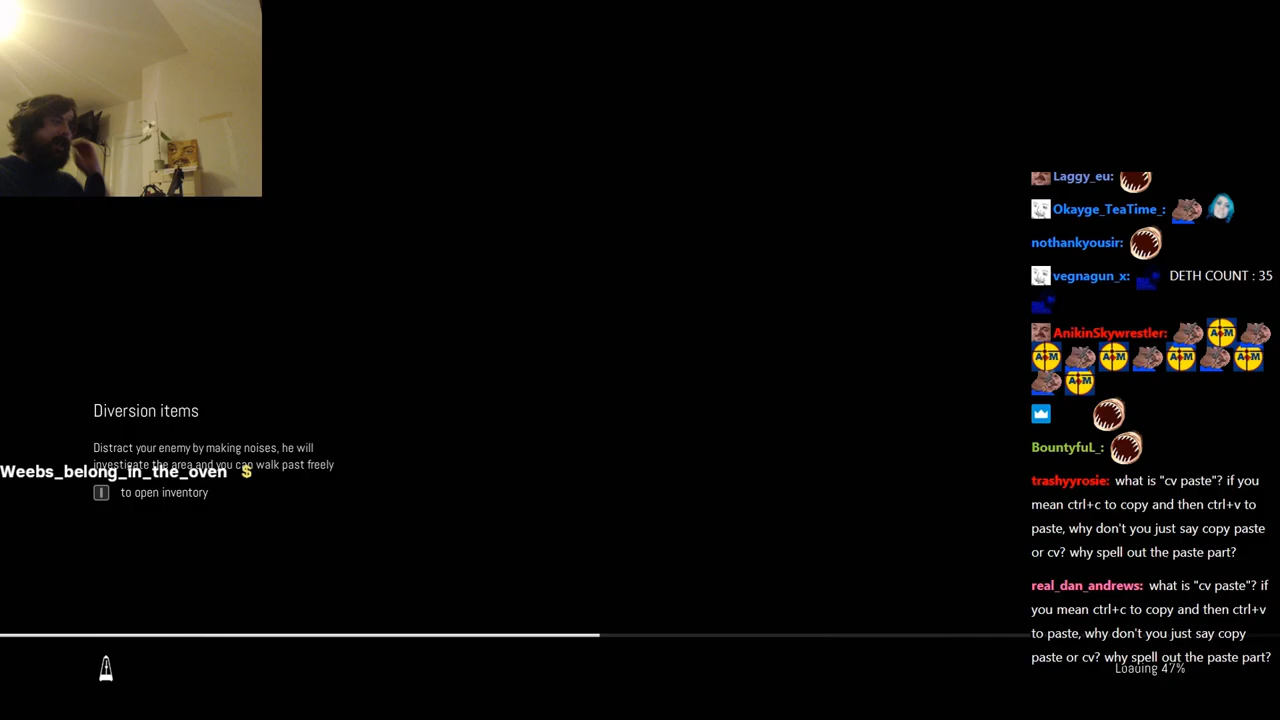 Laggy_eu:
Okayge_TeaTime_:
nothankyousir:
vegnagun_x: DETH COUNT : 35
AnikinSkywrestler:
BountyfuL_:
trashyyrosie: what is "cv paste"? if you
mean ctrl+c to copy and then ctrl+v to
paste, why don't you just say copy paste
or cv? why spell out the paste part?
real_dan_andrews: what is "cv paste"? if
you mean ctrl+c to copy and then ctrl+v
to paste, why don't you just say copy
paste or cv? why spell out the paste part?
Diversion items
Distract your enemy by making noises, he will
investigate the area and you can walk past freely
Weebs_belong_in_the_oven $
I to open inventory
Loading 47%